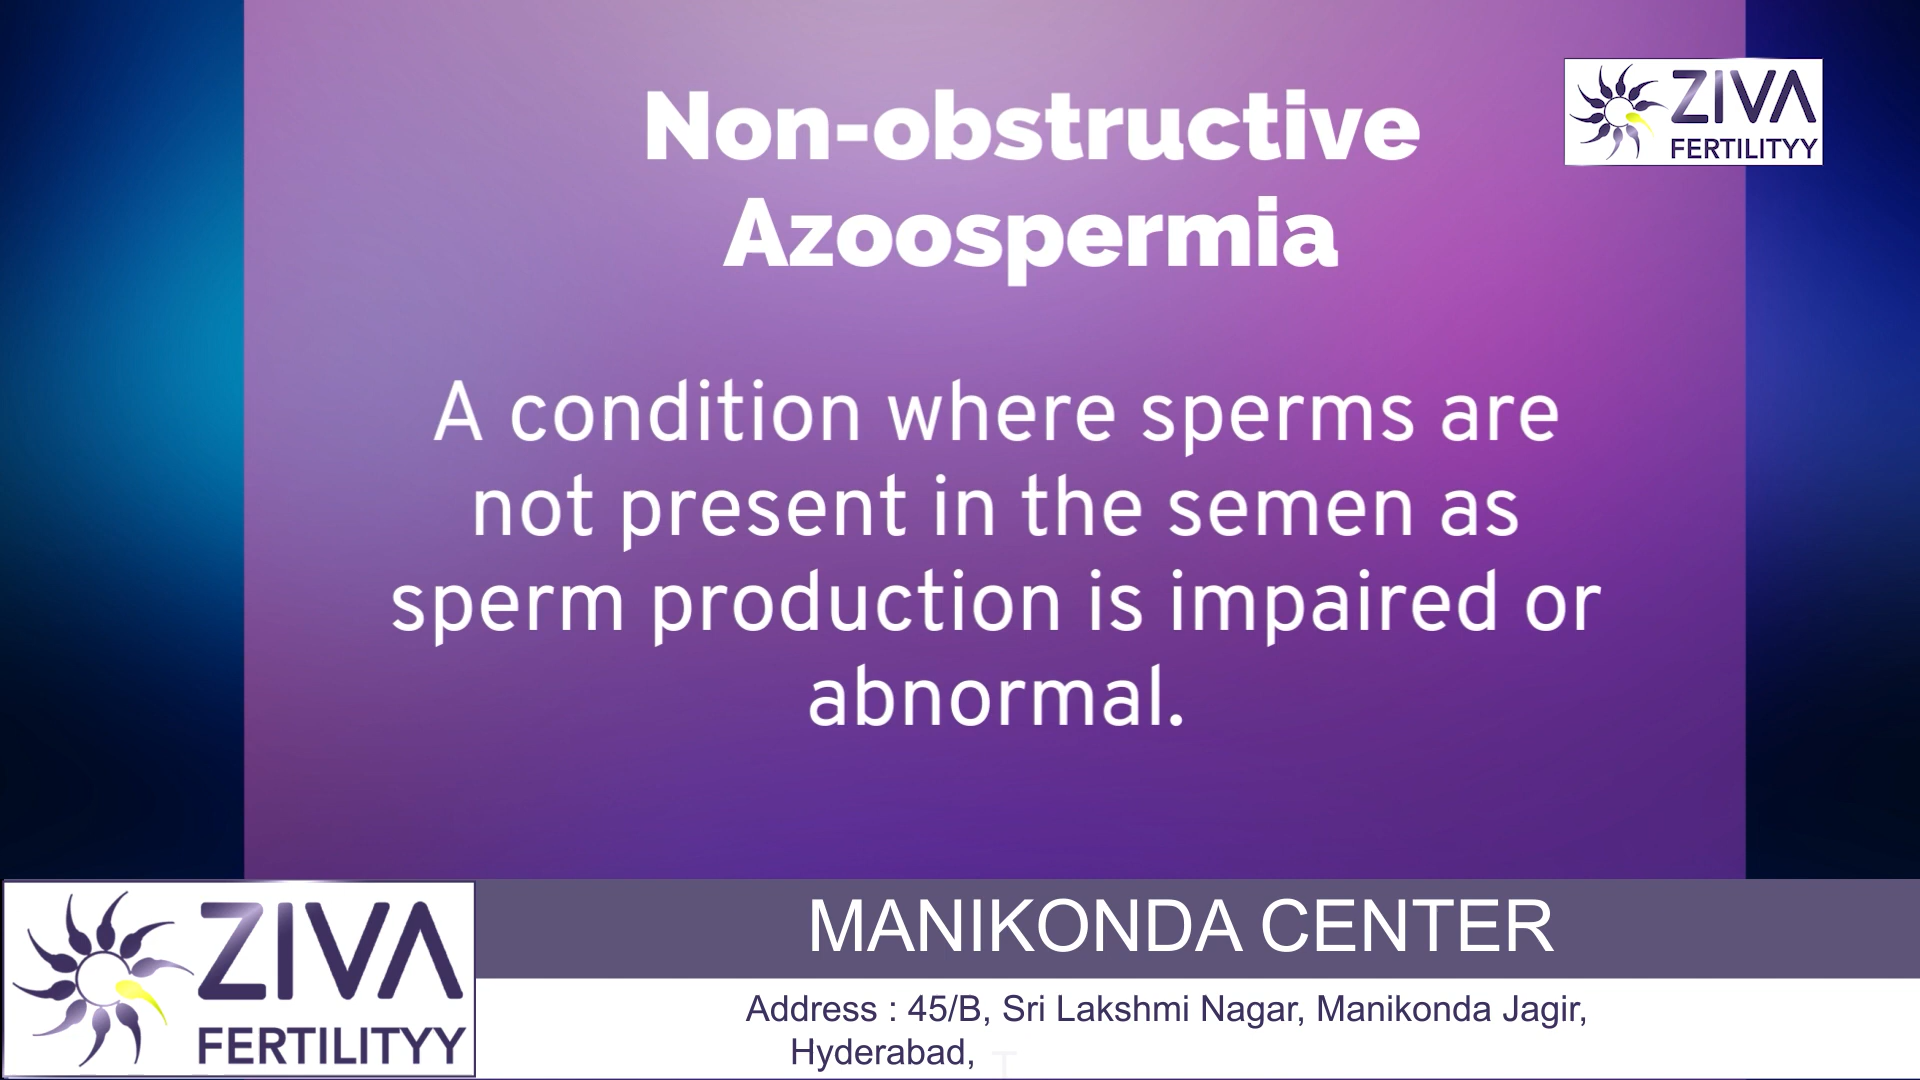 Non-obstructive
Azoospermia
ZIVA
FERTILITYY
A condition where sperms are
not present in the semen as
sperm production is impaired or
abnormal.
ZIVA
FERTILITYY
MANIKONDA CENTER
Address : 45/B, Sri Lakshmi Nagar, Manikonda Jagir,
Hyderabad, T